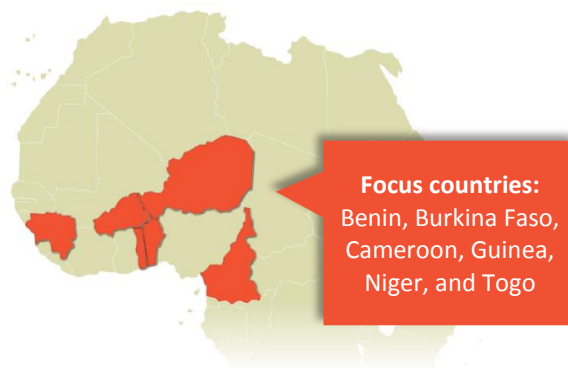 Focus countries:
Benin, Burkina Faso,
Cameroon, Guinea,
Niger, and Togo